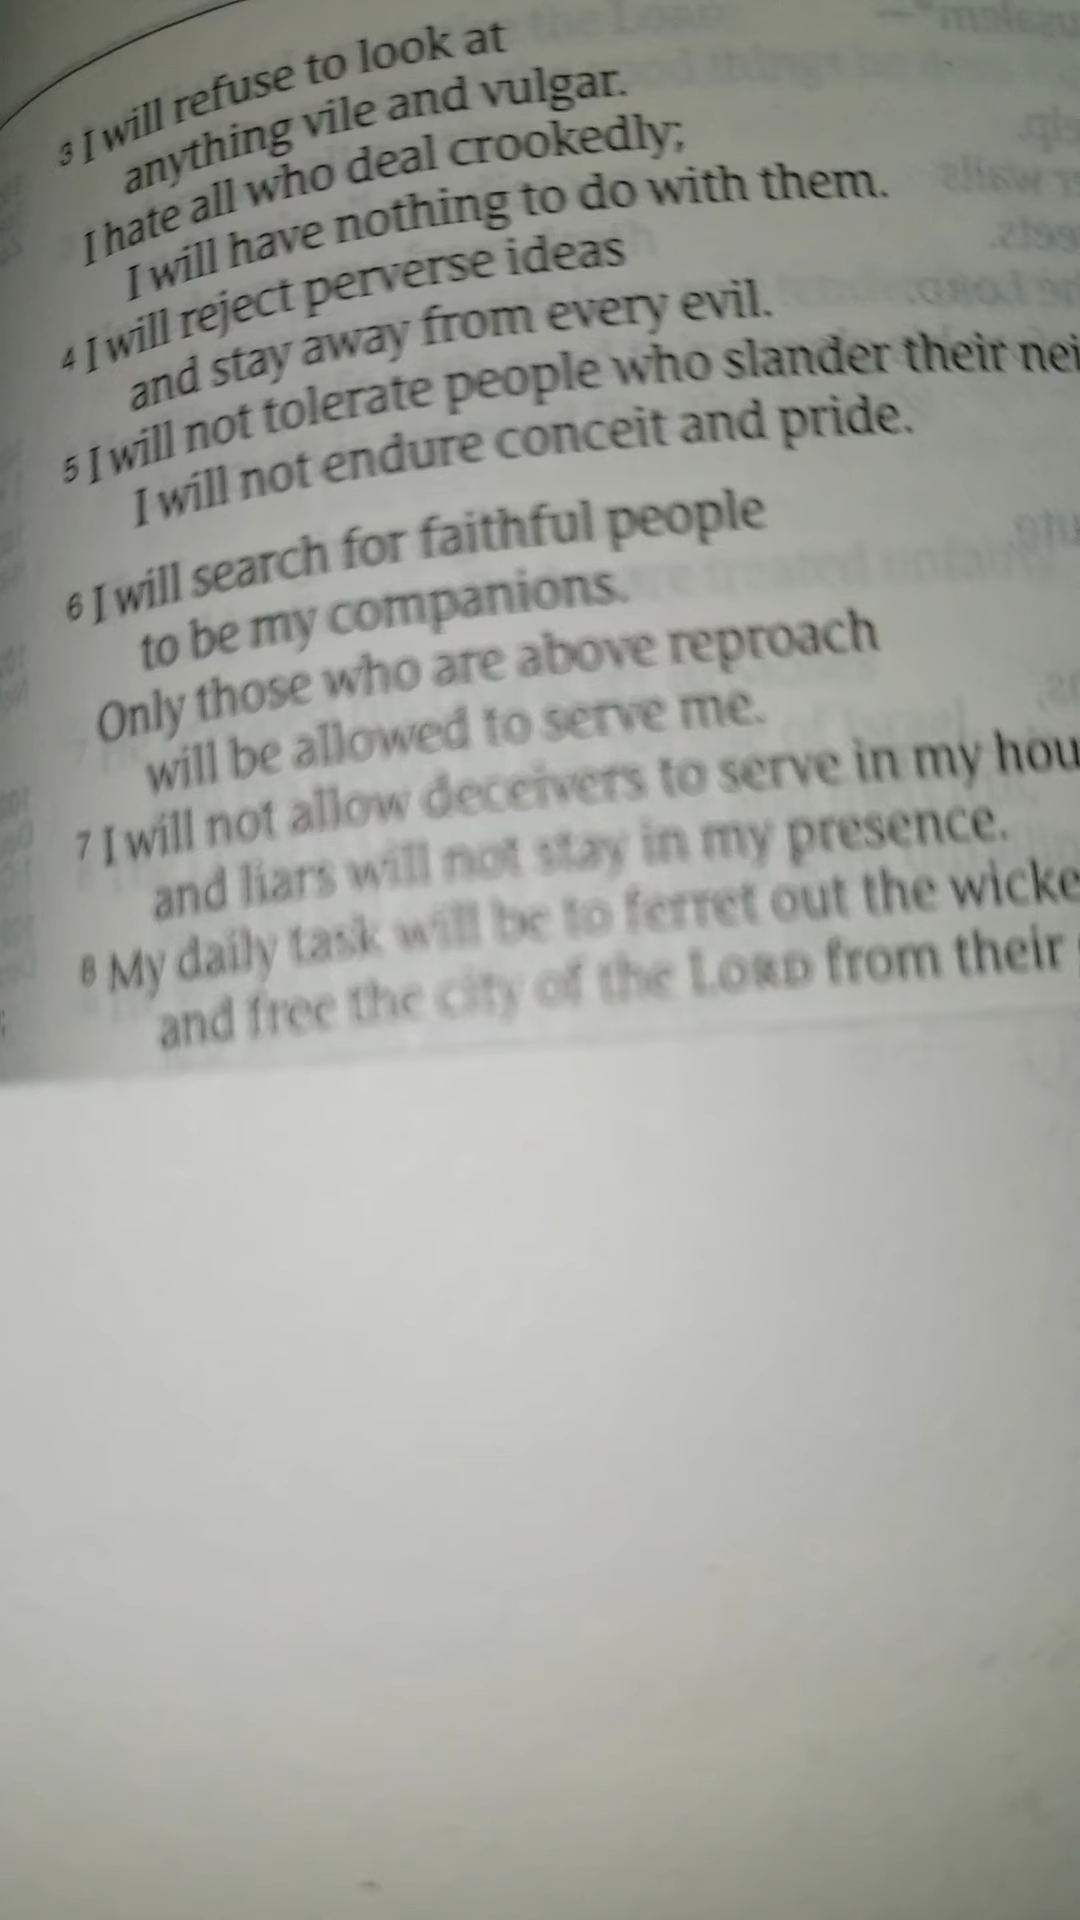 3 I will refuse to look at
anything vile and vulgar.
I hate all who deal crookedly;
I will have nothing to do with them.
4 I will reject perverse ideas
and stay away from every evil.
5 I will not tolerate people who slander their nei
I will not endure conceit and pride.
6 I will search for faithful people
to be my companions.
Only those who are above reproach
will be allowed to serve me.
7 I will not allow deceivers to serve in my hou
and liars will not stay in my presence.
8 My daily task will be to ferret out the wicke
and free the city of the LORD from their